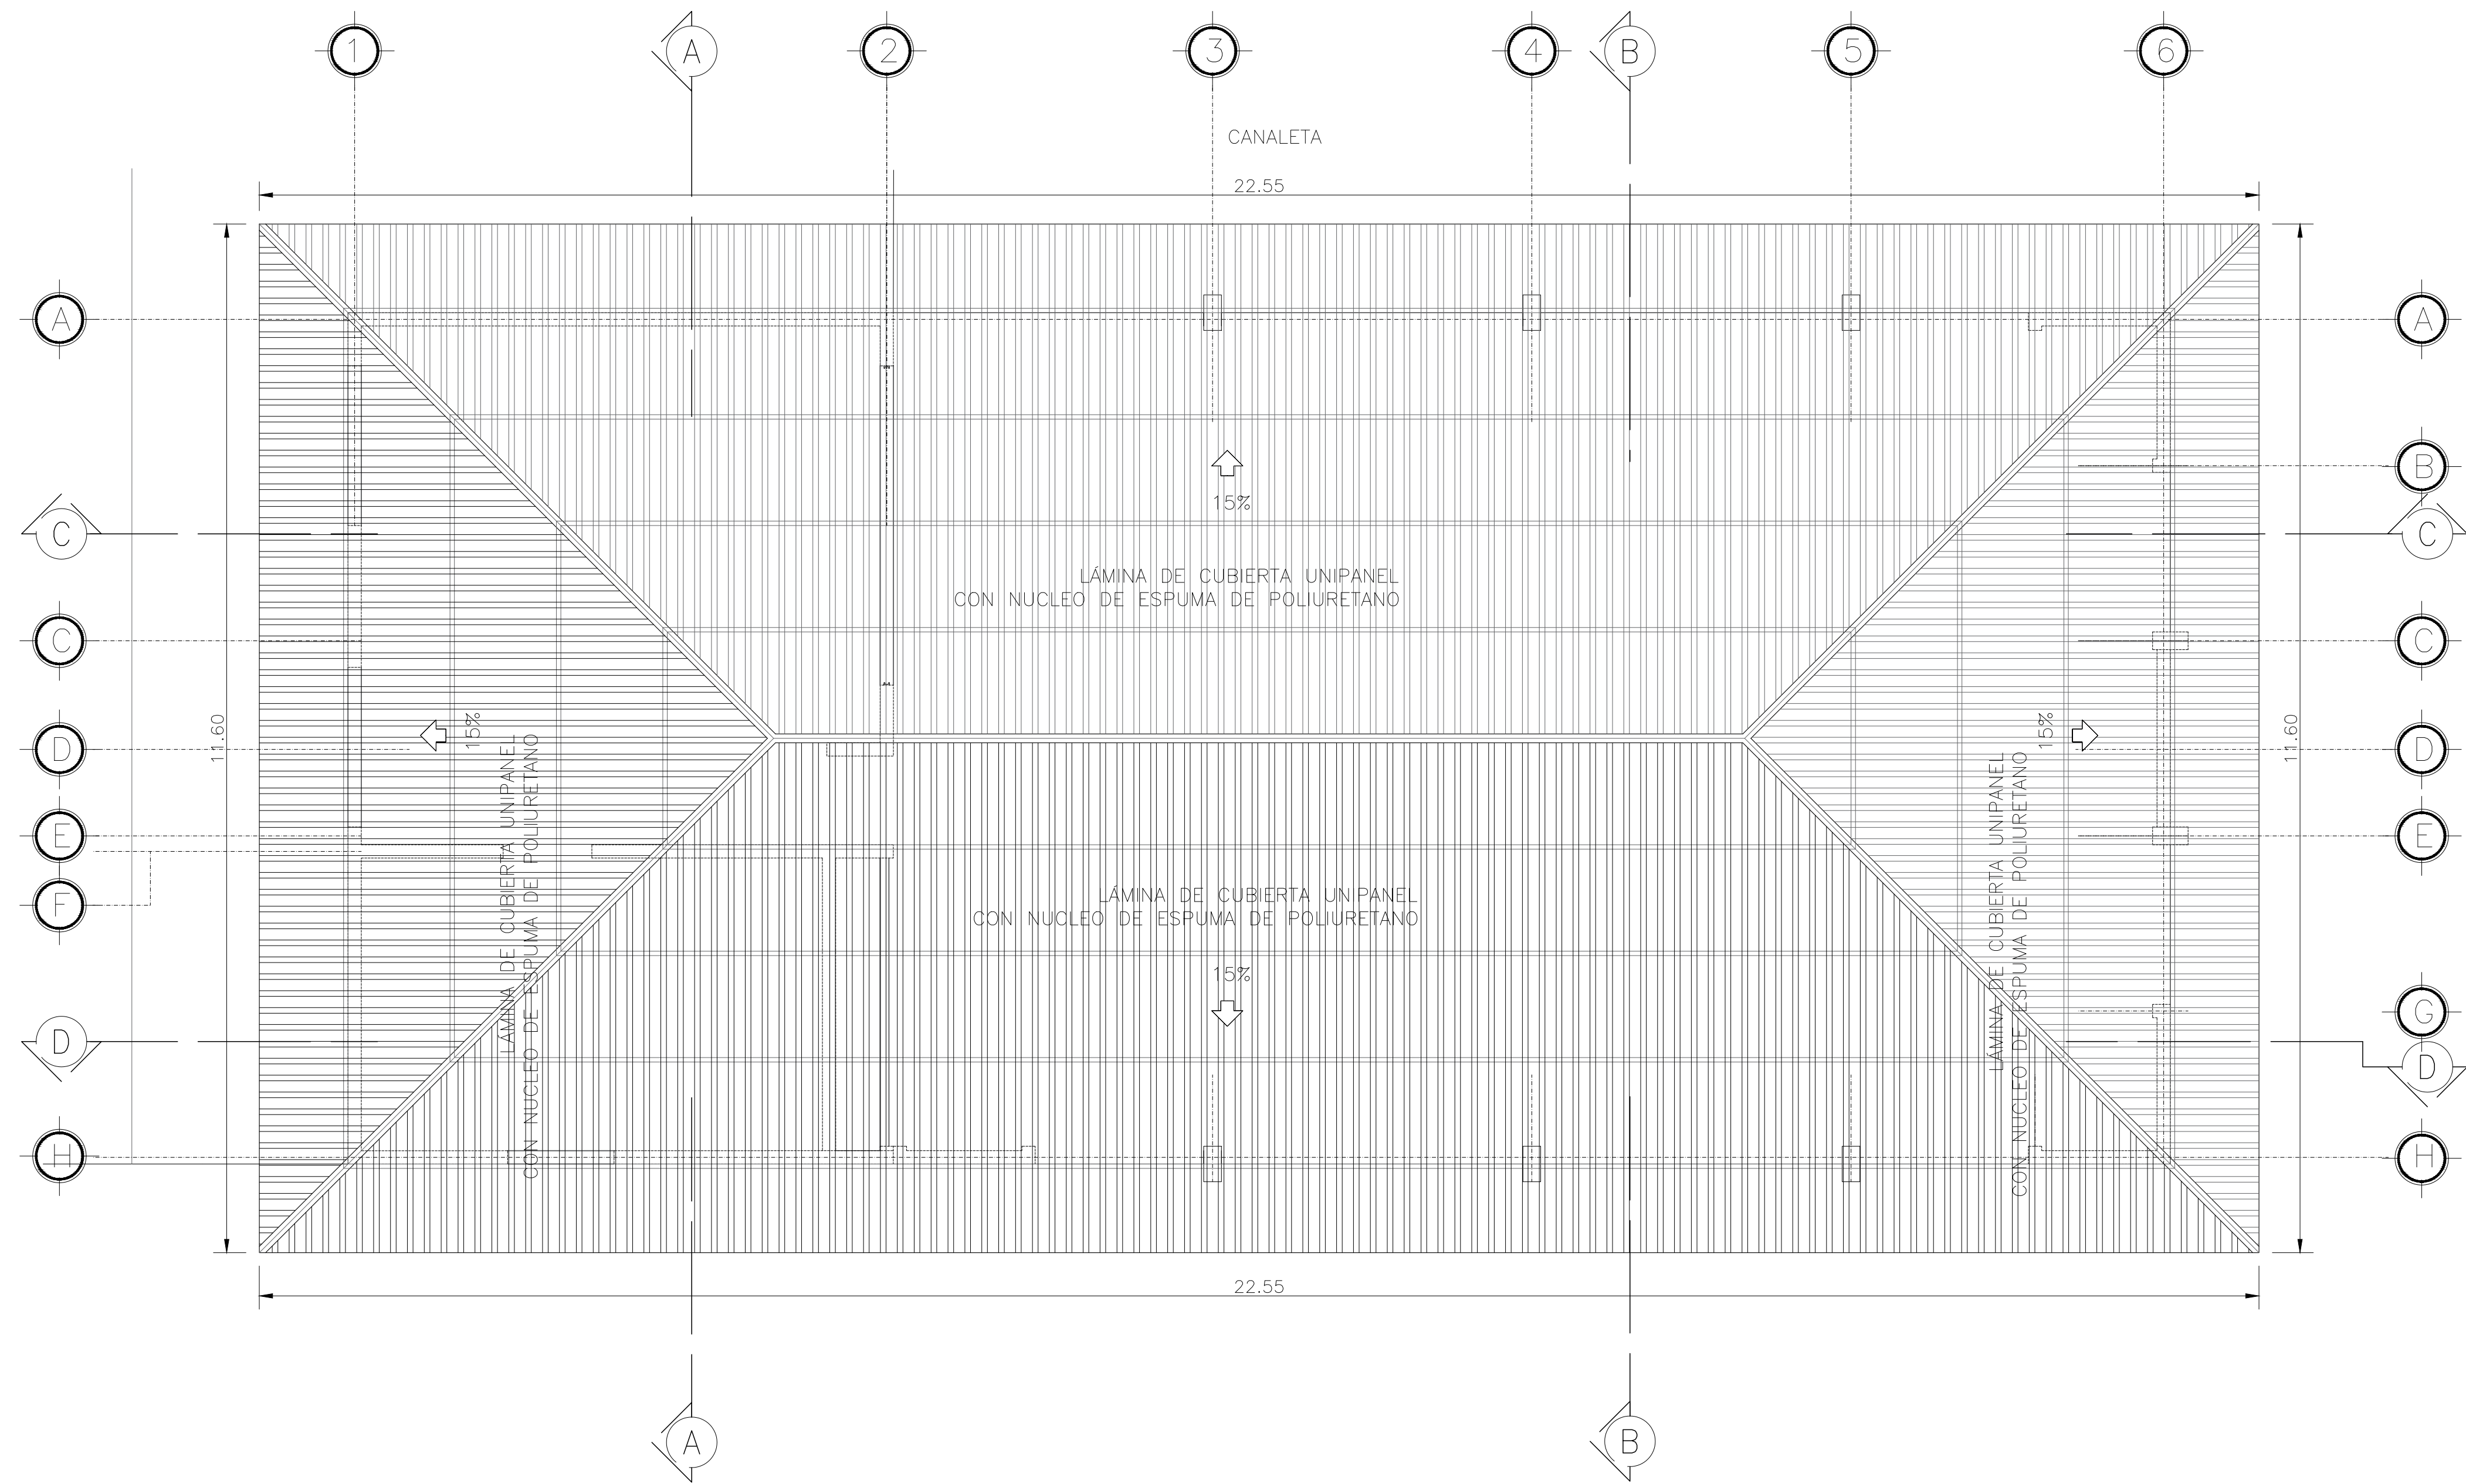 1
A
2
3
4
B
5
6
CANALETA
22.55
A
A
B
15%
C
C
LÁMINA DE CUBIERTA UNIPANEL
CON NUCLEO DE ESPUMA DE POLIURETANO
C
C
11.60
15%
15%
11.60
D
D
LÁMINA DE CUBIERTA UNIPANEL
CON NUCLEO DE ESPUMA DE POLIURETANO
LÁMINA DE CUBIERTA UNIPANEL
CON NUCLEO DE ESPUMA DE POLIURETANO
E
E
LÁMINA DE CUBIERTA UNIPANEL
CON NUCLEO DE ESPUMA DE POLIURETANO
F
15%
G
D
D
H
H
22.55
A
B